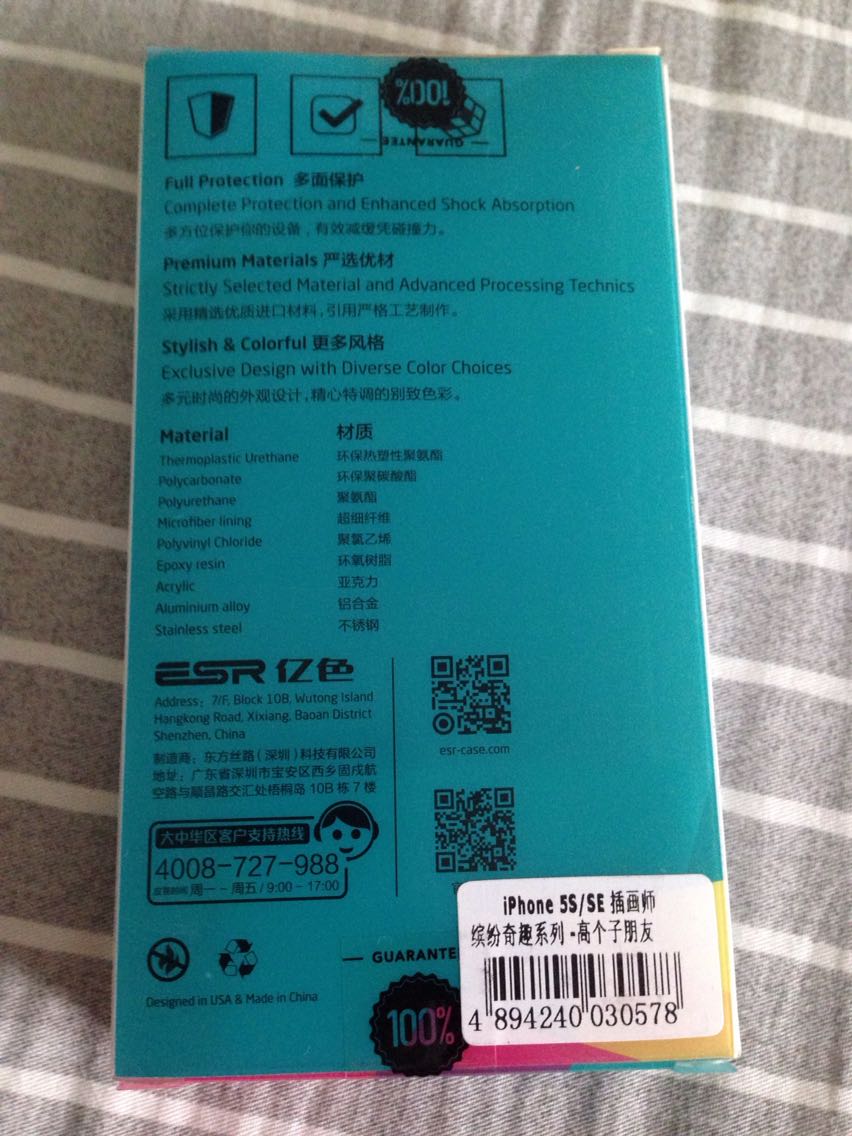 100%
GUARANTEE
Full Protection 多面保护
Complete Protection and Enhanced Shock Absorption
多方位保护你的设备，有效减缓凭碰撞力。
Premium Materials 严选优材
Strictly Selected Material and Advanced Processing Technics
采用精选优质进口材料，引用严格工艺制作。
Stylish & Colorful 更多风格
Exclusive Design with Diverse Color Choices
多元时尚的外观设计，精心特调的别致色彩。
Material 材质
Thermoplastic Urethane 环保热塑性聚氨酯
Polycarbonate 环保聚碳酸酯
Polyurethane 聚氨酯
Microfiber lining 超细纤维
Polyvinyl Chloride 聚氯乙烯
Epoxy resin 环氧树脂
Acrylic 亚克力
Aluminium alloy 铝合金
Stainless steel 不锈钢
ESR 亿色
Address: 7/F, Block 10B, Wutong Island
Hangkong Road, Xixiang, Baoan District
Shenzhen, China
制造商：东方丝路（深圳）科技有限公司
地址：广东省深圳市宝安区西乡固戍航
空路与顺昌路交汇处梧桐岛 10B 栋 7 楼
大中华区客户支持热线
4008-727-988
周一 - 周五 / 9:00 - 17:00
esr-case.com
Designed in USA & Made in China
GUARANTE
100%
iPhone 5S/SE 插画师
缤纷奇趣系列-高个子朋友
4 894240 030578